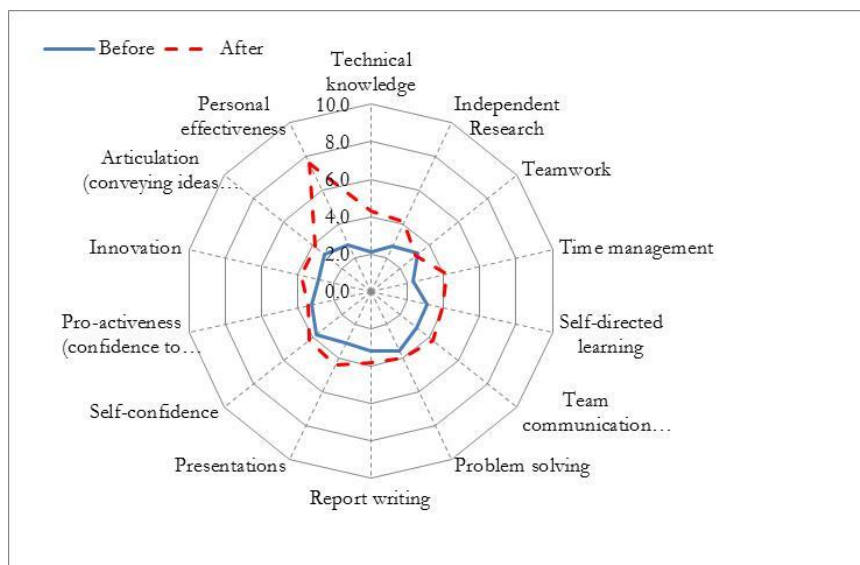 Before
After
Technical
knowledge
Independent
Research
Teamwork
Time management
Self-directed
learning
Team
communication…
Problem solving
Report writing
Presentations
Self-confidence
Pro-activeness
(confidence to…
Innovation
Articulation
(conveying ideas…
Personal
effectiveness
10.0
8.0
6.0
4.0
2.0
0.0